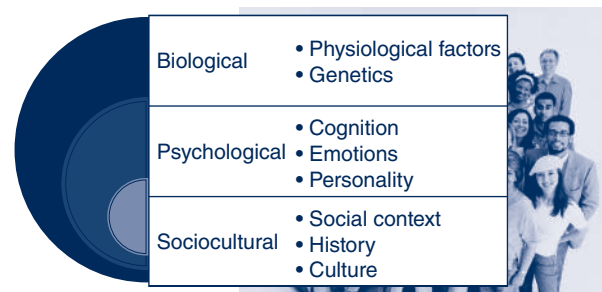 Biological
• Physiological factors
• Genetics
Psychological
• Cognition
• Emotions
• Personality
Sociocultural
• Social context
• History
• Culture